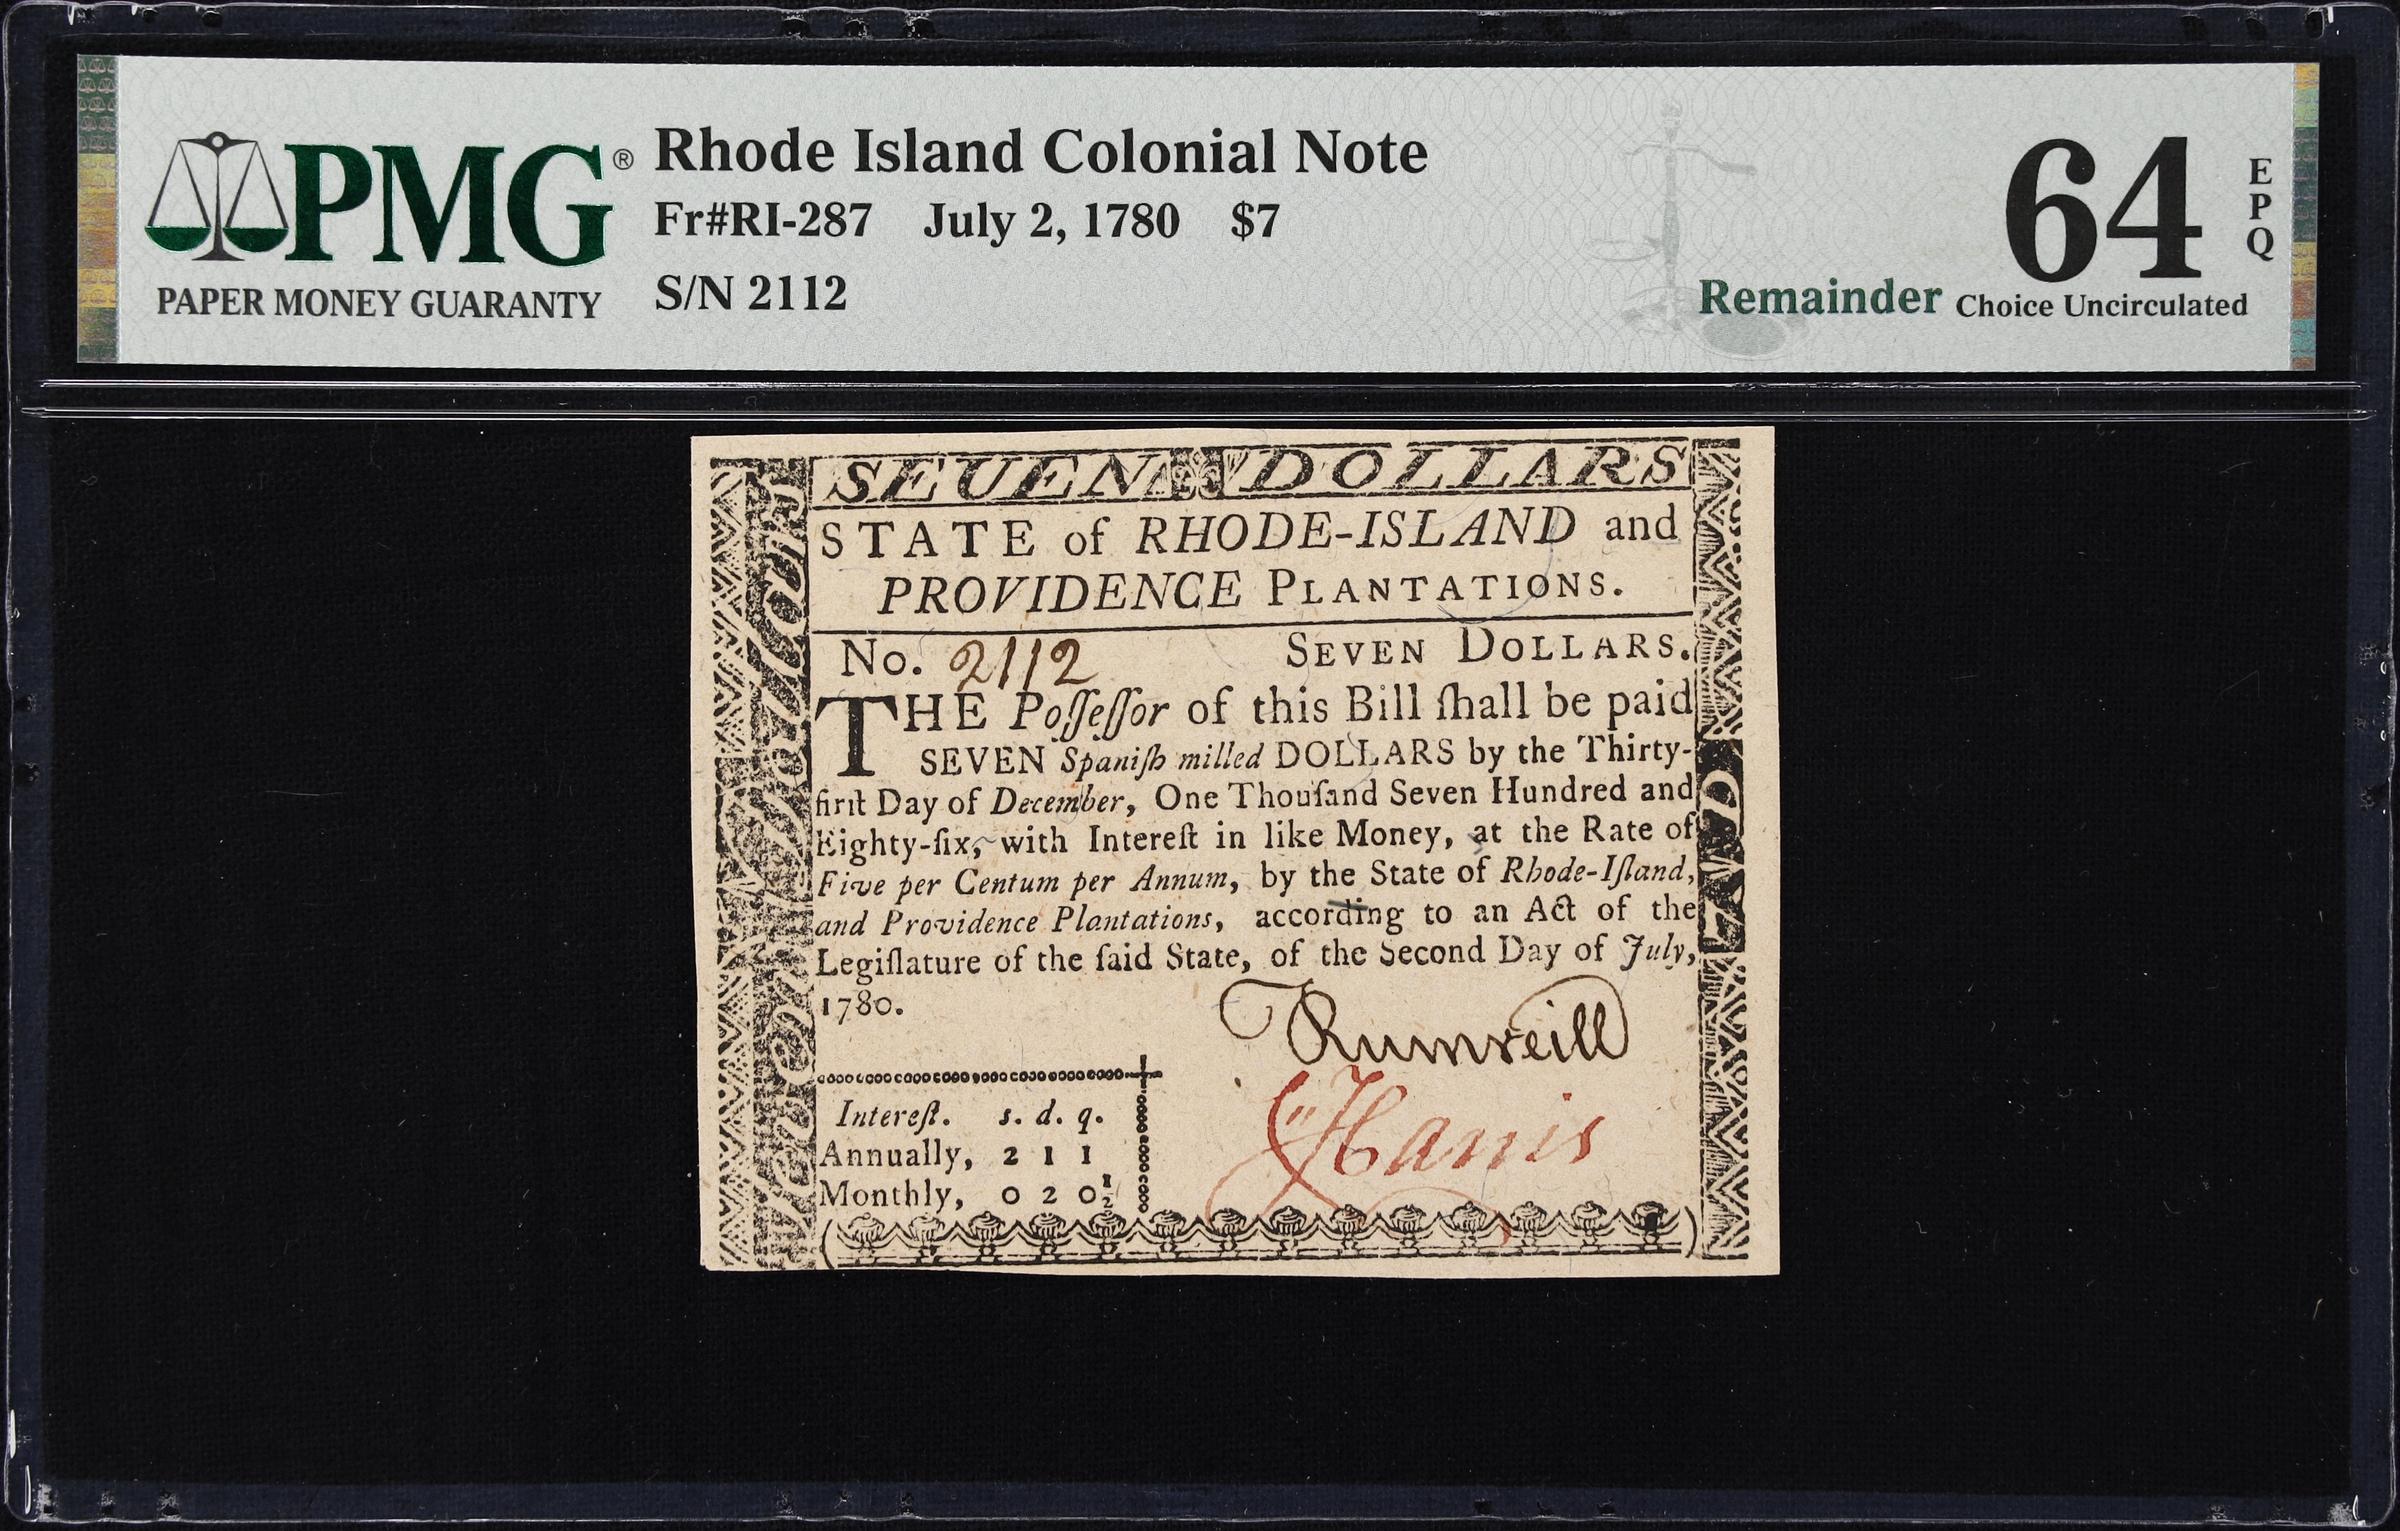 PMG® Rhode Island Colonial Note
Fr#RI-287 July 2, 1780 $7
PAPER MONEY GUARANTY S/N 2112
64 EPQ
Remainder Choice Uncirculated
SEVEN DOLLARS
STATE of RHODE-ISLAND and
PROVIDENCE PLANTATIONS.
No. 2112 SEVEN DOLLARS.
THE Poſſeſſor of this Bill ſhall be paid
SEVEN Spaniſh milled DOLLARS by the Thirty-
firſt Day of December, One Thouſand Seven Hundred and
Eighty-ſix, with Intereſt in like Money, at the Rate of
Five per Centum per Annum, by the State of Rhode-Iſland,
and Providence Plantations, according to an Act of the
Legiſlature of the ſaid State, of the Second Day of July,
1780.
T Rumreill
Harris
Intereſt. s. d. q.
Annually, 2 1 1
Monthly, 0 2 0½